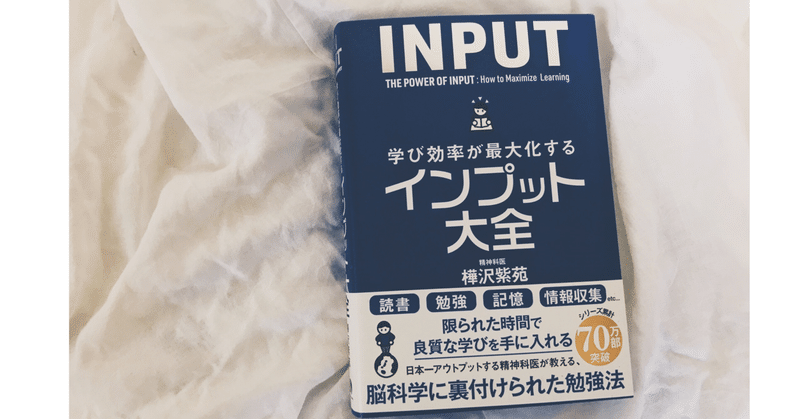 INPUT
THE POWER OF INPUT : How to Maximize Learning
学び効率が最大化する
インプット
大全
精神科医
樺沢紫苑
読書 勉強 記憶 情報収集 etc...
限られた時間で
良質な学びを手に入れる
シリーズ累計
70万部
突破
日本一アウトプットする精神科医が教える、
脳科学に裏付けられた勉強法